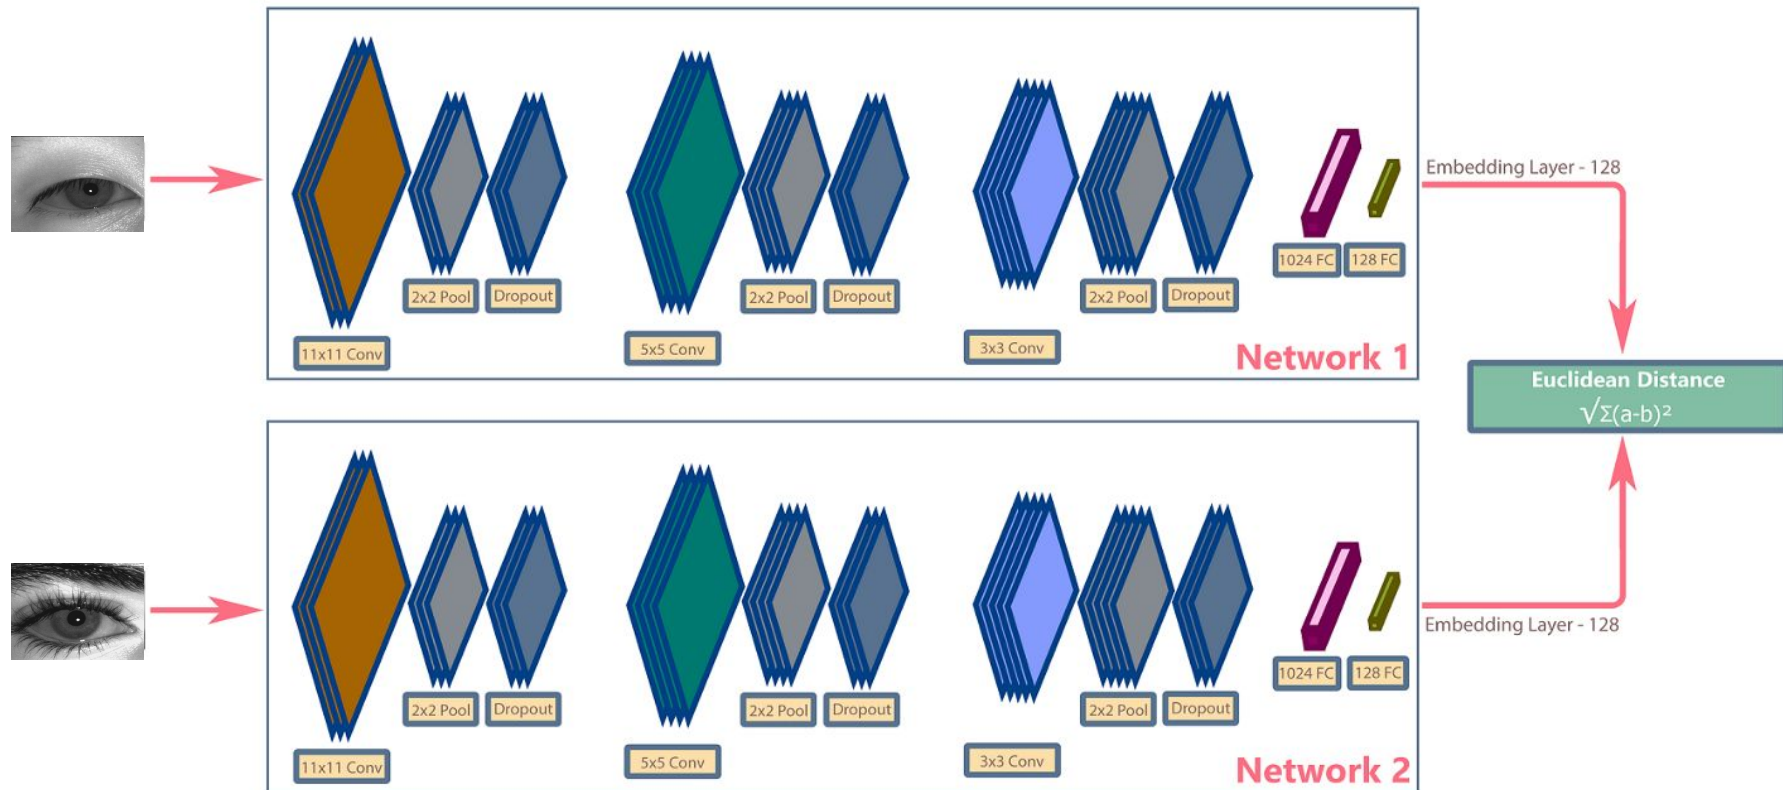 11x11 Conv
2x2 Pool
Dropout
5x5 Conv
2x2 Pool
Dropout
3x3 Conv
2x2 Pool
Dropout
1024 FC
128 FC
Network 1
Embedding Layer - 128
Euclidean Distance
√Σ(a-b)²
11x11 Conv
2x2 Pool
Dropout
5x5 Conv
2x2 Pool
Dropout
3x3 Conv
2x2 Pool
Dropout
1024 FC
128 FC
Network 2
Embedding Layer - 128